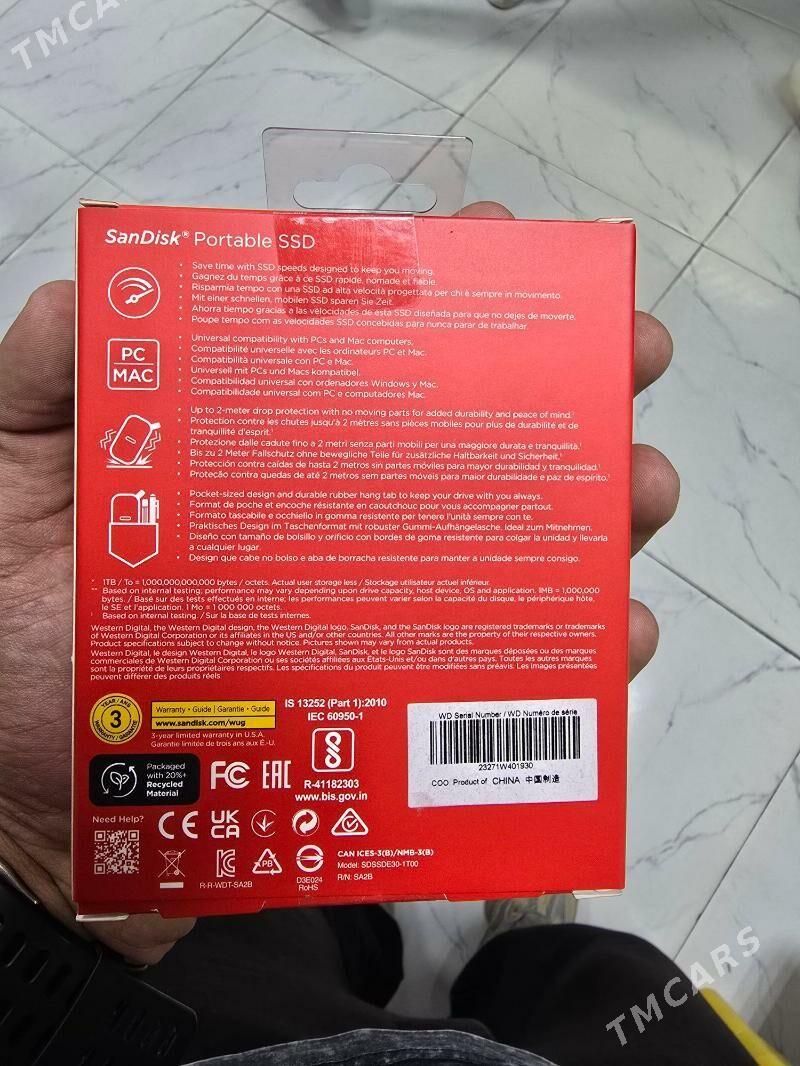 TMCARS
SanDisk® Portable SSD
• Save time with SSD speeds designed to keep you moving.
• Gagnez du temps grâce à ce SSD rapide, nomade et fiable.
• Risparmia tempo con una SSD ad alta velocità progettata per chi è sempre in movimento.
• Mit einer schnellen, mobilen SSD sparen Sie Zeit.
• Ahorra tiempo gracias a las velocidades de esta SSD diseñada para que no dejes de moverte.
• Poupe tempo com as velocidades SSD concebidas para nunca parar de trabalhar.
PC
MAC
• Universal compatibility with PCs and Mac computers.
• Compatibilité universelle avec les ordinateurs PC et Mac.
• Compatibilità universale con PC e Mac.
• Universell mit PCs und Macs kompatibel.
• Compatibilidad universal con ordenadores Windows y Mac.
• Compatibilidade universal com PC e computadores Mac.
• Up to 2-meter drop protection with no moving parts for added durability and peace of mind.¹
• Protection contre les chutes jusqu'à 2 mètres sans pièces mobiles pour plus de durabilité et de
tranquillité d'esprit.¹
• Protezione dalle cadute fino a 2 metri senza parti mobili per una maggiore durata e tranquillità.¹
• Bis zu 2 Meter Fallschutz ohne bewegliche Teile für zusätzliche Haltbarkeit und Sicherheit.¹
• Protección contra caídas de hasta 2 metros sin partes móviles para mayor durabilidad y tranquilidad.¹
• Proteção contra quedas de até 2 metros sem partes móveis para maior durabilidade e paz de espírito.¹
• Pocket-sized design and durable rubber hang tab to keep your drive with you always.
• Format de poche et encoche résistante en caoutchouc pour vous accompagner partout.
• Formato tascabile e occhiello in gomma resistente per tenere l'unità sempre con te.
• Praktisches Design im Taschenformat mit robuster Gummi-Aufhängelasche. Ideal zum Mitnehmen.
• Diseño con tamaño de bolsillo y orificio con bordes de goma resistente para colgar la unidad y llevarla
a cualquier lugar.
• Design que cabe no bolso e aba de borracha resistente para manter a unidade sempre consigo.
* 1TB / To = 1,000,000,000,000 bytes / octets. Actual user storage less / Stockage utilisateur actuel inférieur.
** Based on internal testing; performance may vary depending upon drive capacity, host device, OS and application. 1MB = 1,000,000
bytes. / Basé sur des tests effectués en interne; les performances peuvent varier selon la capacité du disque, le périphérique hôte,
le SE et l'application. 1 Mo = 1 000 000 octets.
¹ Based on internal testing. / Sur la base de tests internes.
Western Digital, the Western Digital design, the Western Digital logo, SanDisk, and the SanDisk logo are registered trademarks or trademarks
of Western Digital Corporation or its affiliates in the US and/or other countries. All other marks are the property of their respective owners.
Product specifications subject to change without notice. Pictures shown may vary from actual products.
Western Digital, le design Western Digital, le logo Western Digital, SanDisk, et le logo SanDisk sont des marques déposées ou des marques
commerciales de Western Digital Corporation ou ses sociétés affiliées aux États-Unis et/ou dans d'autres pays. Toutes les autres marques
sont la propriété de leurs propriétaires respectifs. Les spécifications du produit peuvent être modifiées sans préavis. Les images présentées
peuvent différer des produits réels
YEAR / ANS
3
WARRANTY / GARANTIE
Warranty • Guide | Garantie • Guide
www.sandisk.com/wug
3-year limited warranty in U.S.A.
Garantie limitée de trois ans aux É.-U.
IS 13252 (Part 1):2010
IEC 60950-1
R-41182303
www.bis.gov.in
WD Serial Number / WD Numéro de série
23271W401930
COO Product of CHINA 中国制造
Packaged
with 20%+
Recycled
Material
FC EAC
Need Help?
CE UK
CA
R-R-WDT-SA2B
PB
D3E024
RoHS
CAN ICES-3(B)/NMB-3(B)
Model: SDSSDE30-1T00
R/N: SA2B
TMCARS